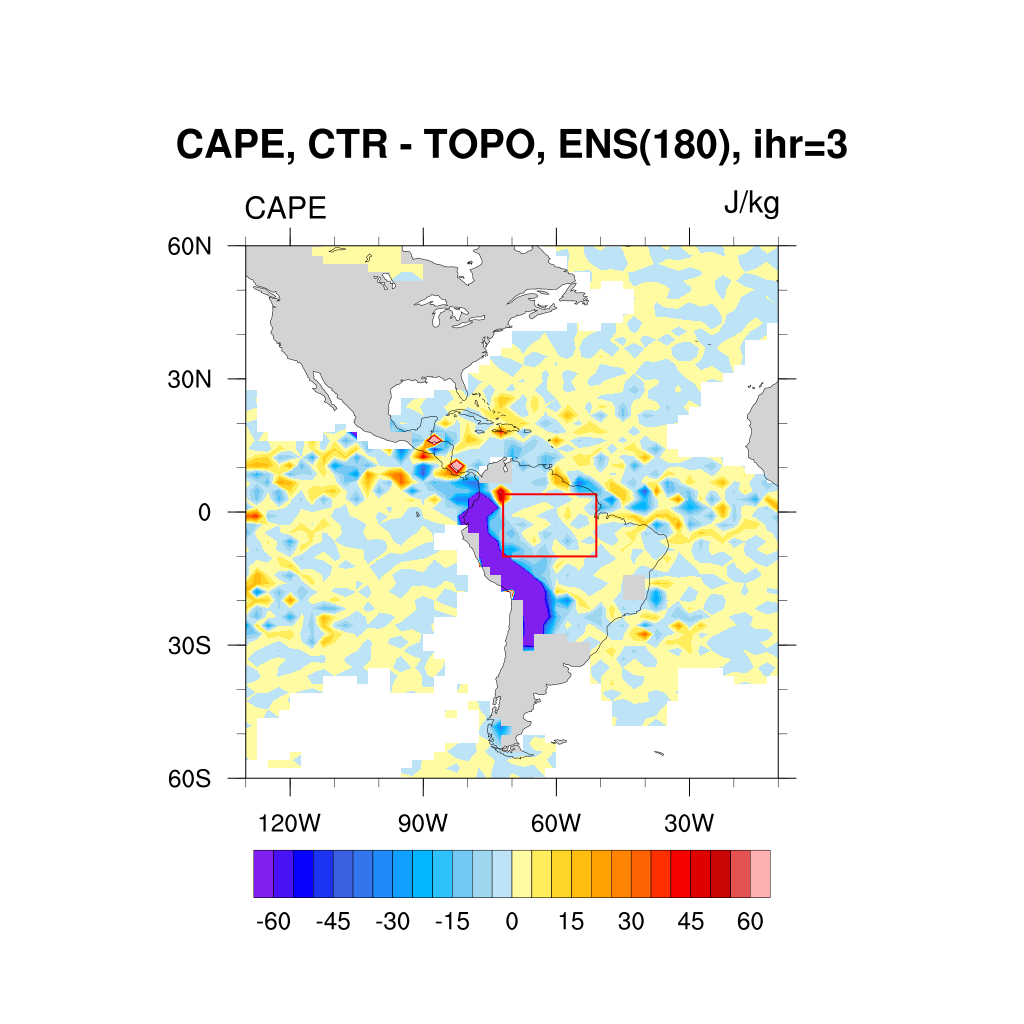 CAPE, CTR - TOPO, ENS(180), ihr=3
CAPE J/kg
60N
30N
0
30S
60S
120W 90W 60W 30W
-60 -45 -30 -15 0 15 30 45 60